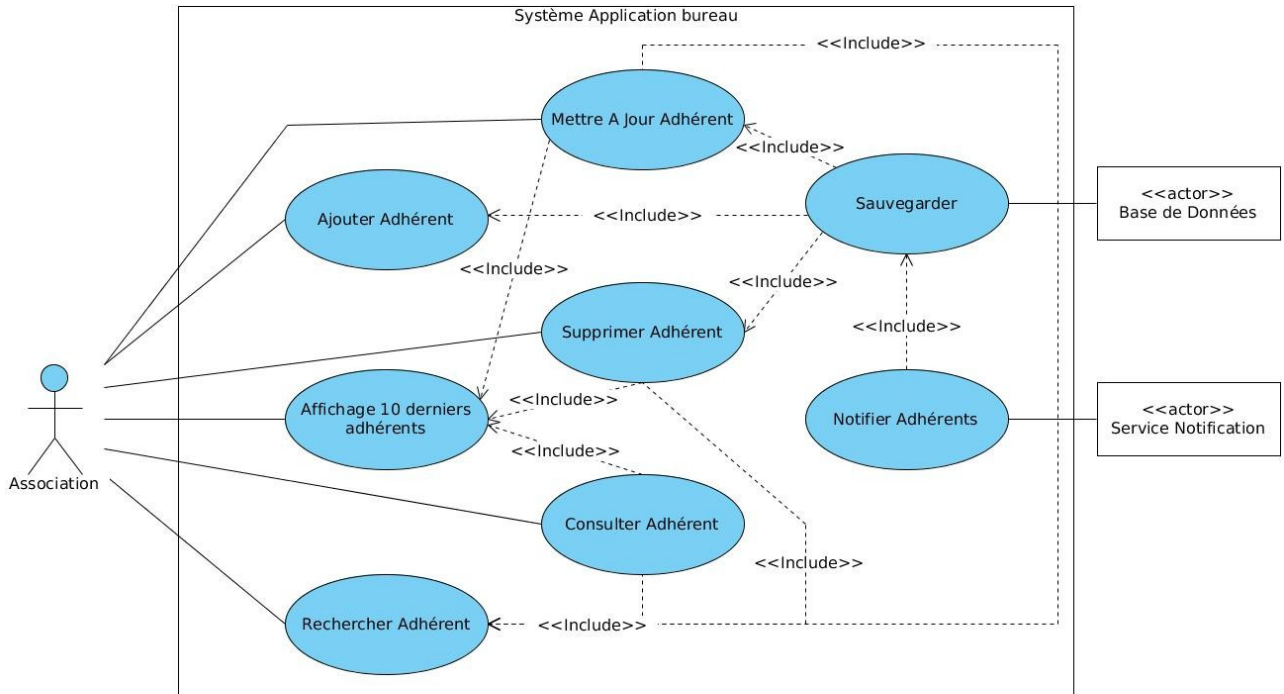 Système Application bureau
<<Include>>
Mettre A Jour Adhérent
<<Include>>
Sauvegarder
<<actor>>
Base de Données
Ajouter Adhérent
<<Include>>
<<Include>>
<<Include>>
Supprimer Adhérent
<<Include>>
Affichage 10 derniers
adhérents
<<Include>>
Notifier Adhérents
<<actor>>
Service Notification
<<Include>>
Association
Consulter Adhérent
<<Include>>
Rechercher Adhérent
<<Include>>